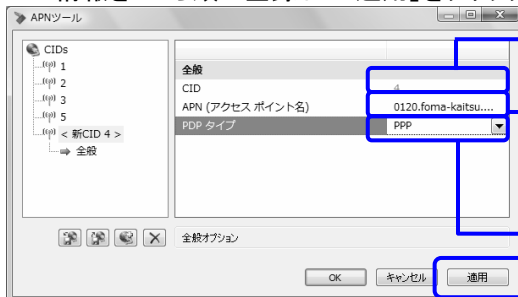 APNツール
CIDs
1
2
3
5
< 新CID 4 >
全般
全般
CID 4
APN (アクセス ポイント名) 0120.foma-kaitsu....
PDP タイプ PPP
全般オプション
OK キャンセル 適用